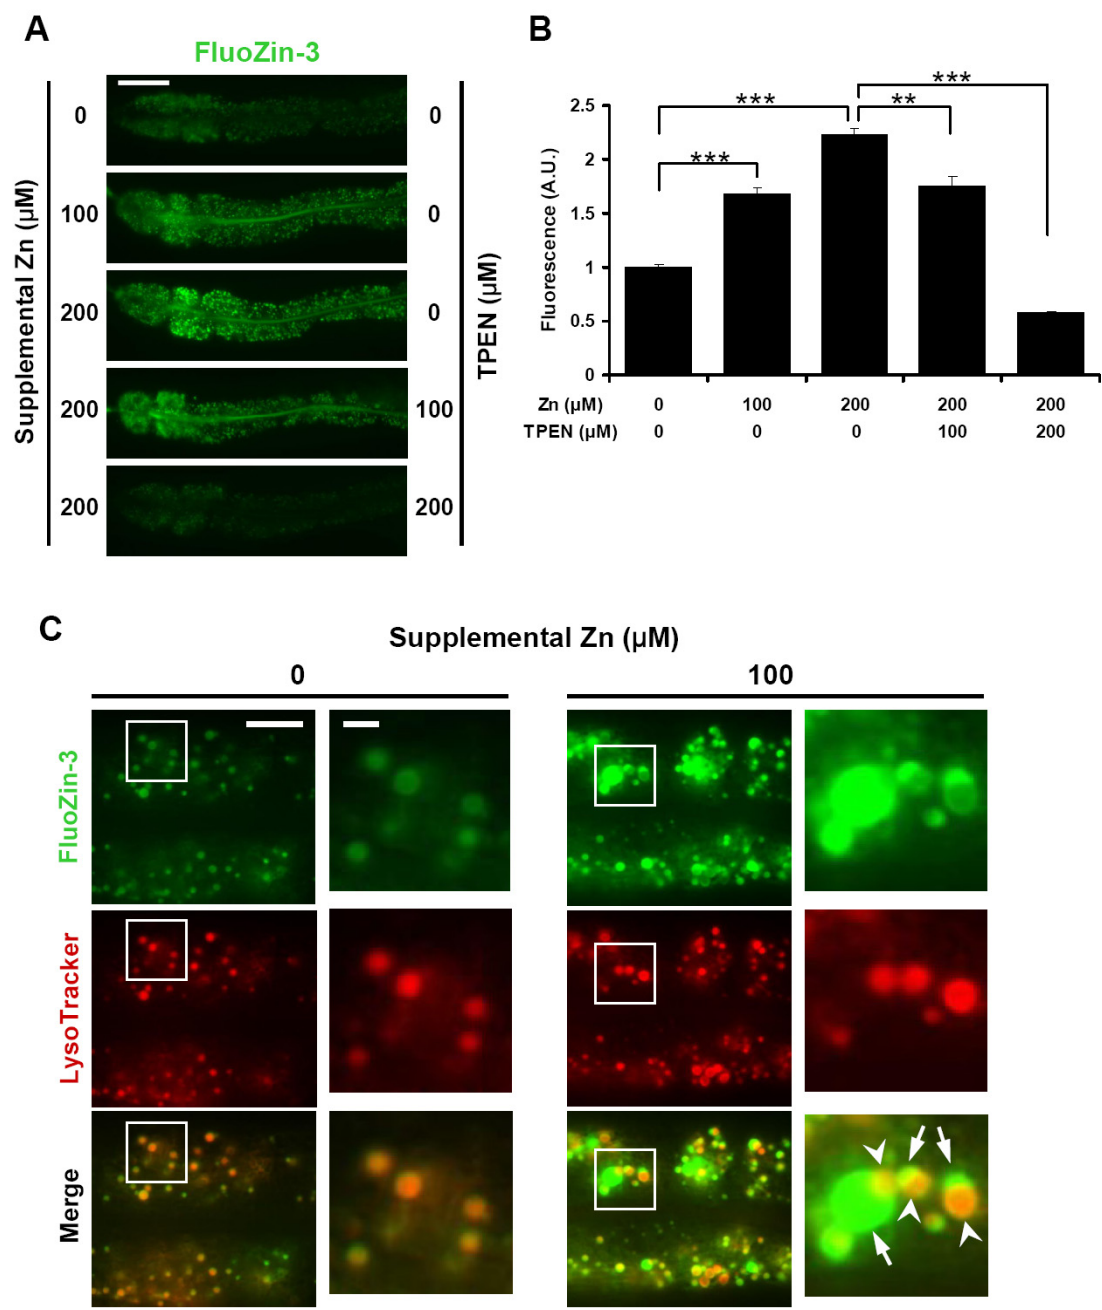 A
FluoZin-3
Supplemental Zn (µM)
0
100
200
200
200
0
0
0
100
200
TPEN (µM)
B
Fluorescence (A.U.)
2.5
2
1.5
1
0.5
0
***
***
**
***
Zn (µM) 0 100 200 200 200
TPEN (µM) 0 0 0 100 200
C
Supplemental Zn (µM)
0 100
FluoZin-3
LysoTracker
Merge